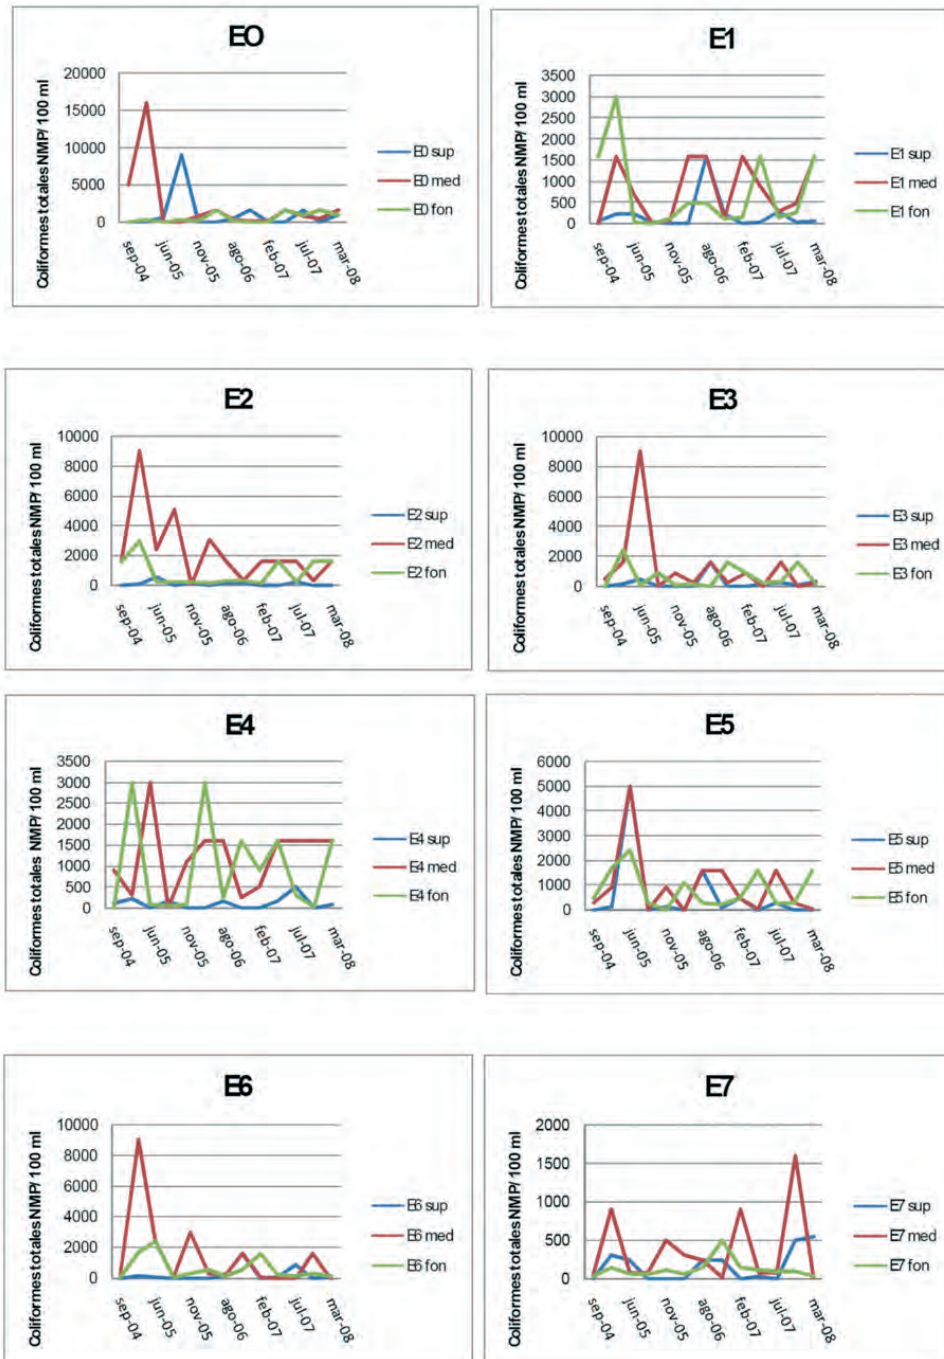 EO
Coliformes totales NMP/ 100 ml
20000
15000
10000
5000
0
sep-04
jun-05
nov-05
ago-06
feb-07
jul-07
mar-08
E0 sup
E0 med
E0 fon
E1
Coliformes totales NMP/ 100 ml
3500
3000
2500
2000
1500
1000
500
0
sep-04
jun-05
nov-05
ago-06
feb-07
jul-07
mar-08
E1 sup
E1 med
E1 fon
E2
Coliformes totales NMP/ 100 ml
10000
8000
6000
4000
2000
0
sep-04
jun-05
nov-05
ago-06
feb-07
jul-07
mar-08
E2 sup
E2 med
E2 fon
E3
Coliformes totales NMP/ 100 ml
10000
8000
6000
4000
2000
0
sep-04
jun-05
nov-05
ago-06
feb-07
jul-07
mar-08
E3 sup
E3 med
E3 fon
E4
Coliformes totales NMP/ 100 ml
3500
3000
2500
2000
1500
1000
500
0
sep-04
jun-05
nov-05
ago-06
feb-07
jul-07
mar-08
E4 sup
E4 med
E4 fon
E5
Coliformes totales NMP/ 100 ml
6000
5000
4000
3000
2000
1000
0
sep-04
jun-05
nov-05
ago-06
feb-07
jul-07
mar-08
E5 sup
E5 med
E5 fon
E6
Coliformes totales NMP/ 100 ml
10000
8000
6000
4000
2000
0
sep-04
jun-05
nov-05
ago-06
feb-07
jul-07
mar-08
E6 sup
E6 med
E6 fon
E7
Coliformes totales NMP/ 100 ml
2000
1500
1000
500
0
sep-04
jun-05
nov-05
ago-06
feb-07
jul-07
mar-08
E7 sup
E7 med
E7 fon